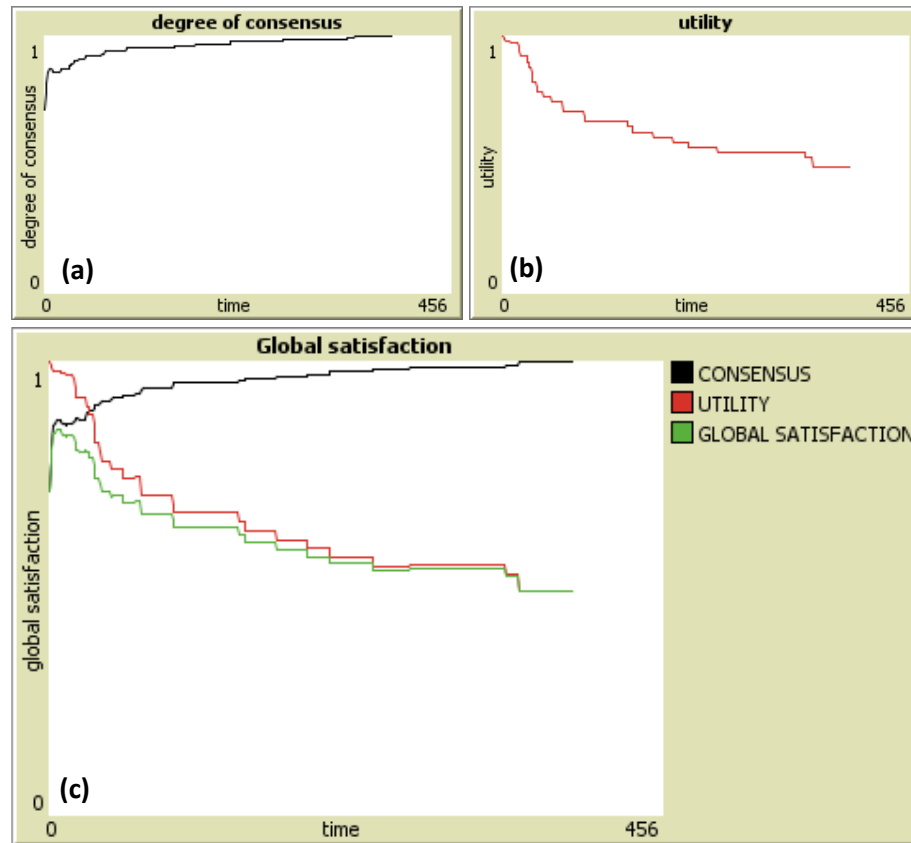 degree of consensus
1
degree of consensus
0
(a)
0 time 456
utility
1
utility
0
(b)
0 time 456
Global satisfaction
1
global satisfaction
0
(c)
0 time 456
CONSENSUS
UTILITY
GLOBAL SATISFACTION